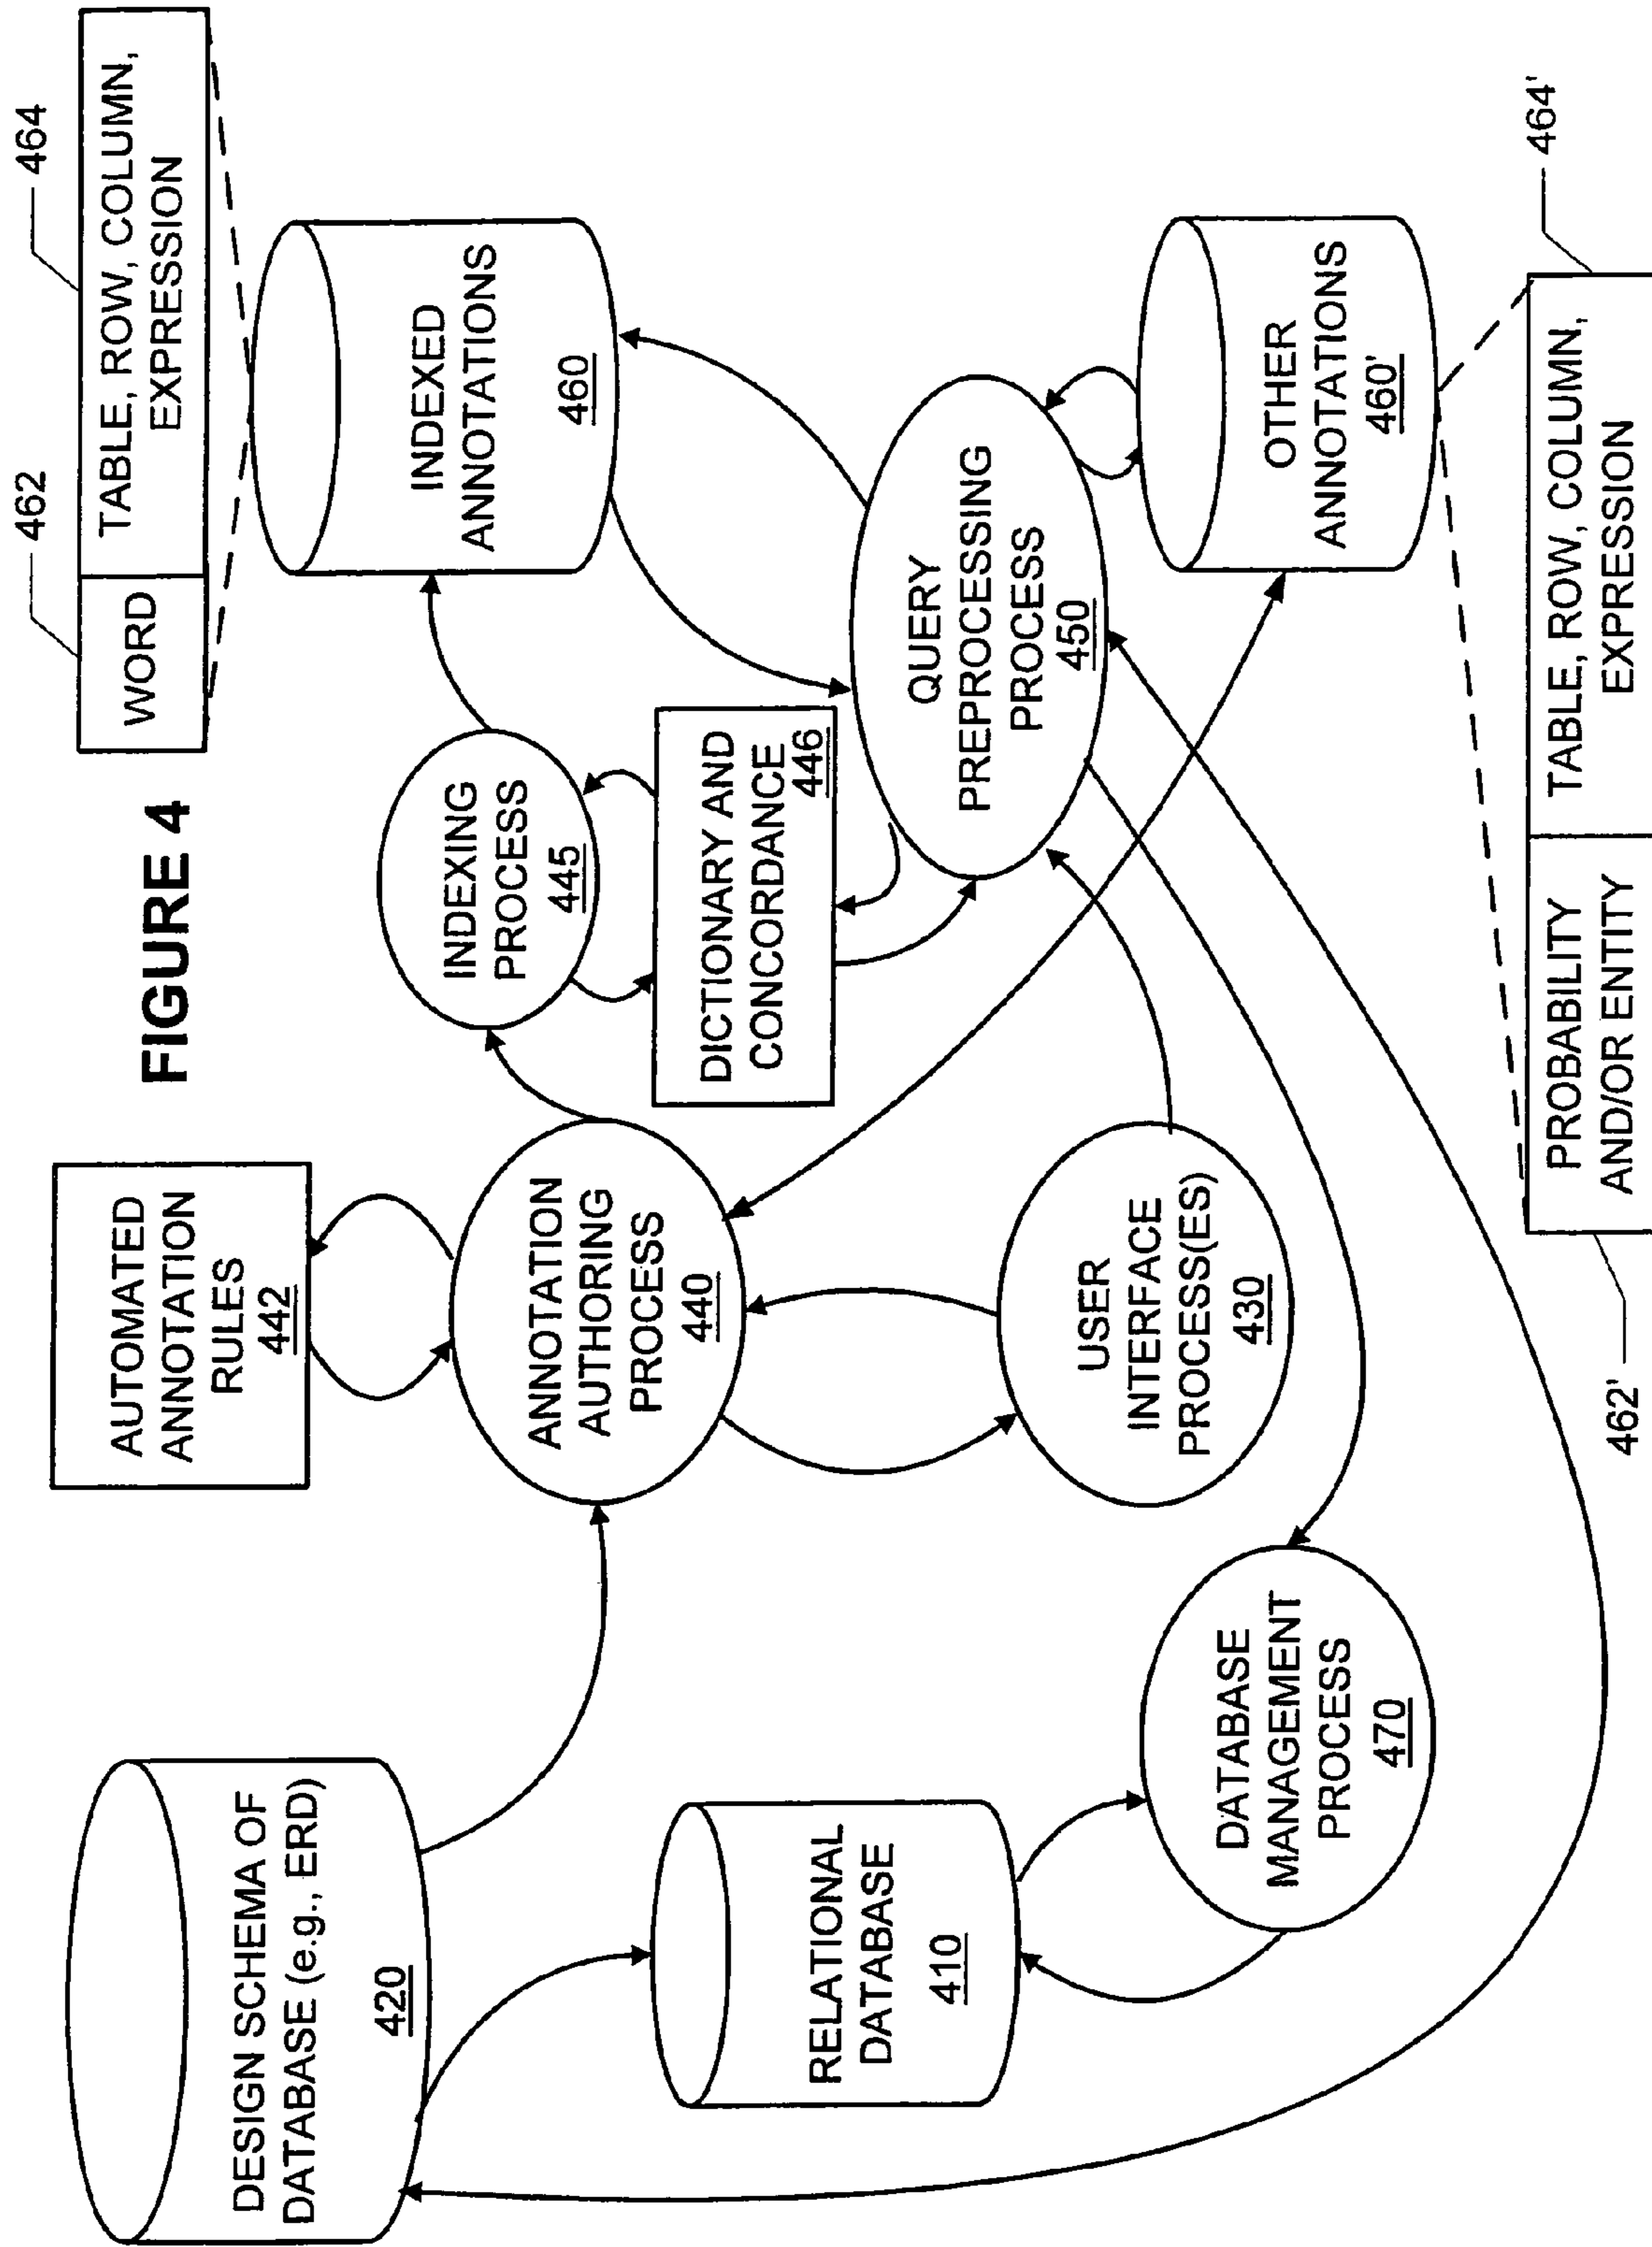 FIGURE 4
DESIGN SCHEMA OF
DATABASE (e.g., ERD)
420
AUTOMATED
ANNOTATION
RULES
442
462
464
WORD
TABLE, ROW, COLUMN,
EXPRESSION
INDEXING
PROCESS
445
INDEXED
ANNOTATIONS
460
ANNOTATION
AUTHORING
PROCESS
440
DICTIONARY AND
CONCORDANCE
446
RELATIONAL
DATABASE
410
QUERY
PREPROCESSING
PROCESS
450
USER
INTERFACE
PROCESS(ES)
430
DATABASE
MANAGEMENT
PROCESS
470
OTHER
ANNOTATIONS
460'
462'
464'
PROBABILITY
AND/OR ENTITY
TABLE, ROW, COLUMN,
EXPRESSION